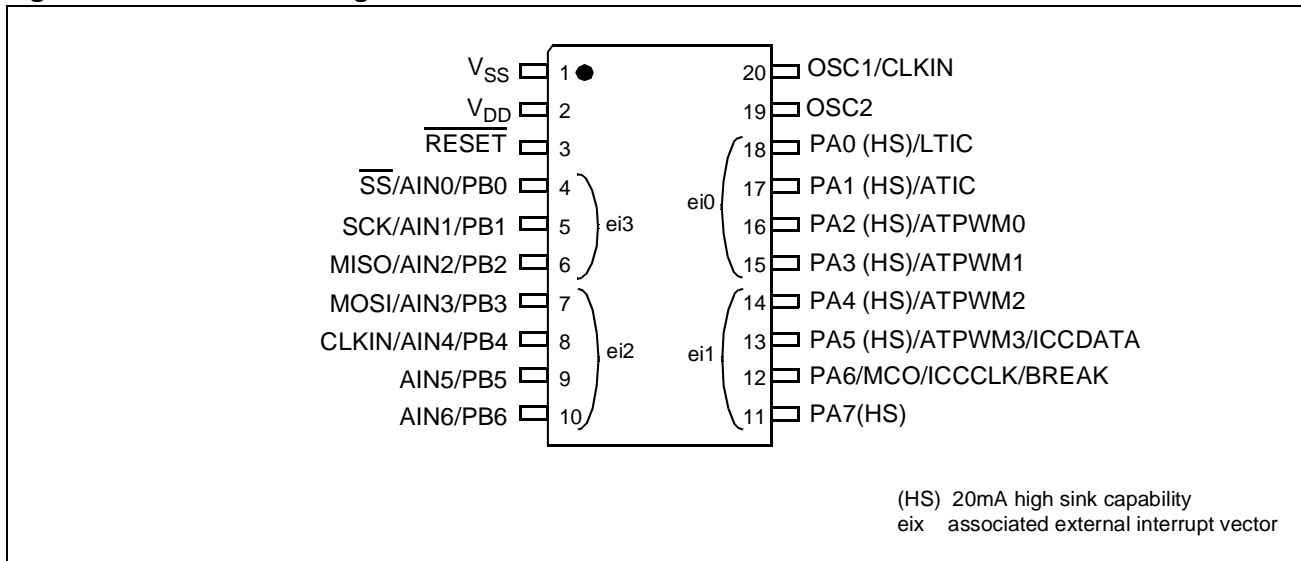 V_SS 1 20 OSC1/CLKIN
V_DD 2 19 OSC2
RESET 3 18 PA0 (HS)/LTIC
SS/AIN0/PB0 4 17 PA1 (HS)/ATIC
ei3 ei0
SCK/AIN1/PB1 5 16 PA2 (HS)/ATPWM0
MISO/AIN2/PB2 6 15 PA3 (HS)/ATPWM1
MOSI/AIN3/PB3 7 14 PA4 (HS)/ATPWM2
CLKIN/AIN4/PB4 8 13 PA5 (HS)/ATPWM3/ICCDATA
ei2 ei1
AIN5/PB5 9 12 PA6/MCO/ICCCLK/BREAK
AIN6/PB6 10 11 PA7(HS)
(HS) 20mA high sink capability
eix associated external interrupt vector